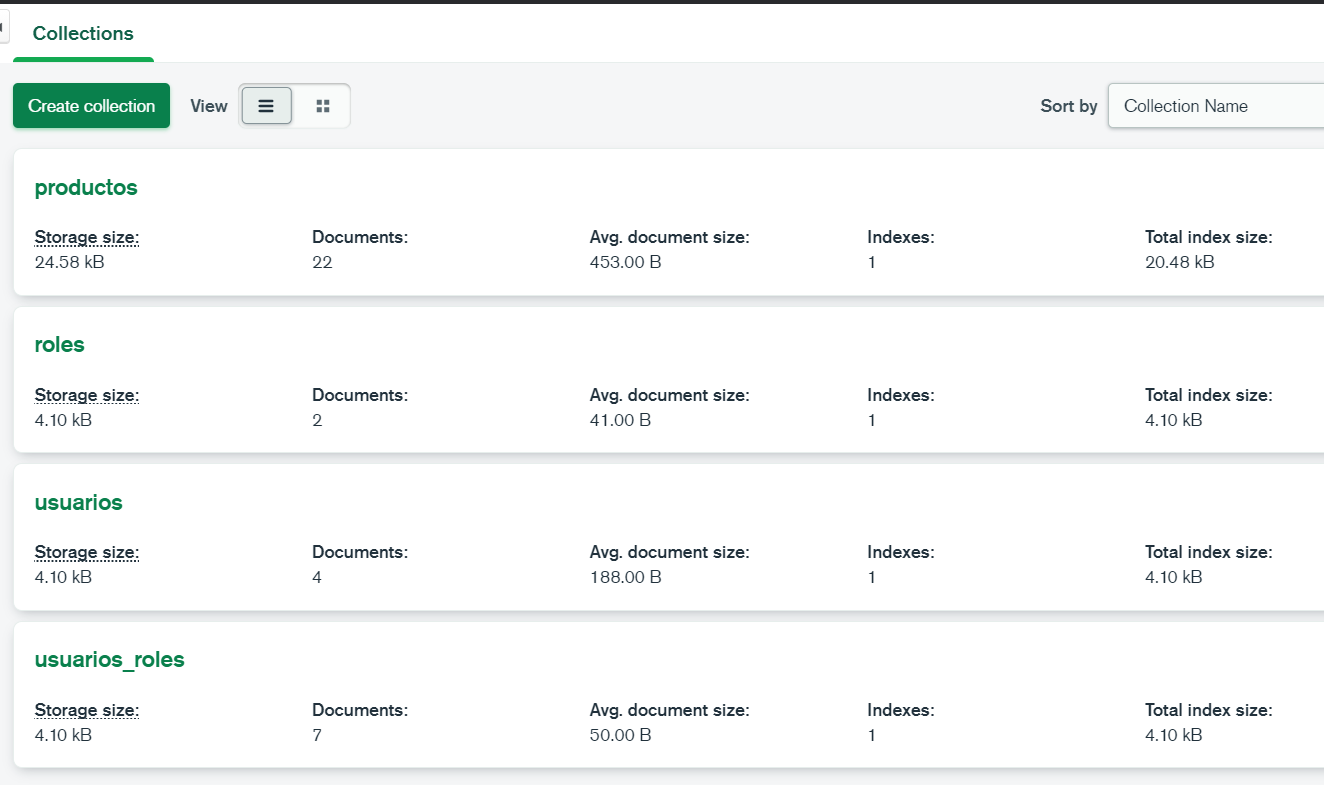 Collections
Create collection View Sort by Collection Name
productos
Storage size: Documents: Avg. document size: Indexes: Total index size:
24.58 kB 22 453.00 B 1 20.48 kB
roles
Storage size: Documents: Avg. document size: Indexes: Total index size:
4.10 kB 2 41.00 B 1 4.10 kB
usuarios
Storage size: Documents: Avg. document size: Indexes: Total index size:
4.10 kB 4 188.00 B 1 4.10 kB
usuarios_roles
Storage size: Documents: Avg. document size: Indexes: Total index size:
4.10 kB 7 50.00 B 1 4.10 kB